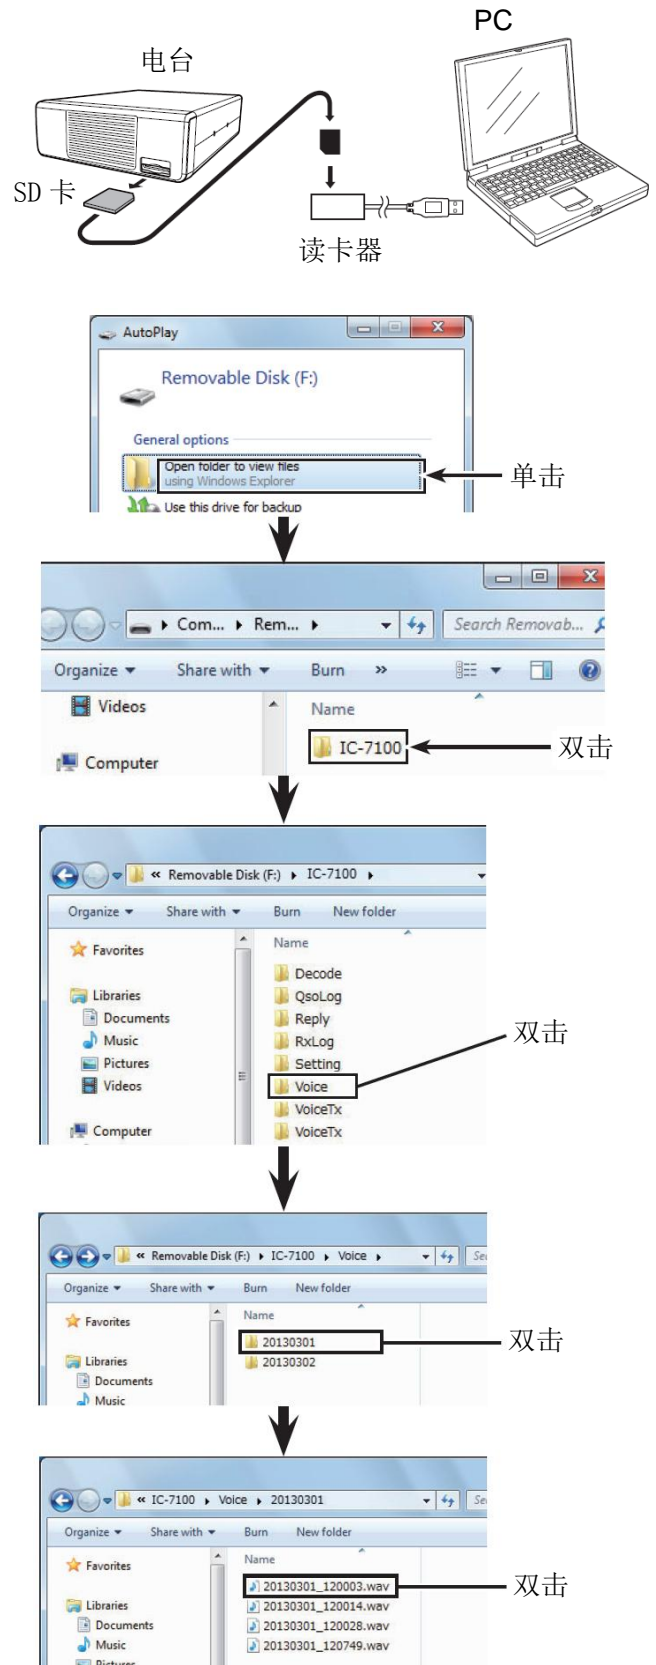 PC
电台
SD 卡
读卡器
AutoPlay
Removable Disk (F:)
General options
Open folder to view files
using Windows Explorer
单击
Use this drive for backup
Com... Rem...
Search Removab...
Organize Share with Burn »
Videos
Name
IC-7100
双击
Computer
« Removable Disk (F:) IC-7100
Organize Share with Burn New folder
Favorites
Name
Decode
Libraries
QsoLog
Documents
Reply
Music
RxLog
双击
Pictures
Setting
Videos
Voice
VoiceTx
Computer
VoiceTx
« Removable Disk (F:) IC-7100 Voice
Organize Share with Burn New folder
Favorites
Name
20130301
双击
Libraries
20130302
Documents
Music
« IC-7100 Voice 20130301
Organize Share with Burn New folder
Favorites
Name
20130301_120003.wav
双击
Libraries
20130301_120014.wav
Documents
20130301_120028.wav
Music
20130301_120749.wav
Pictures